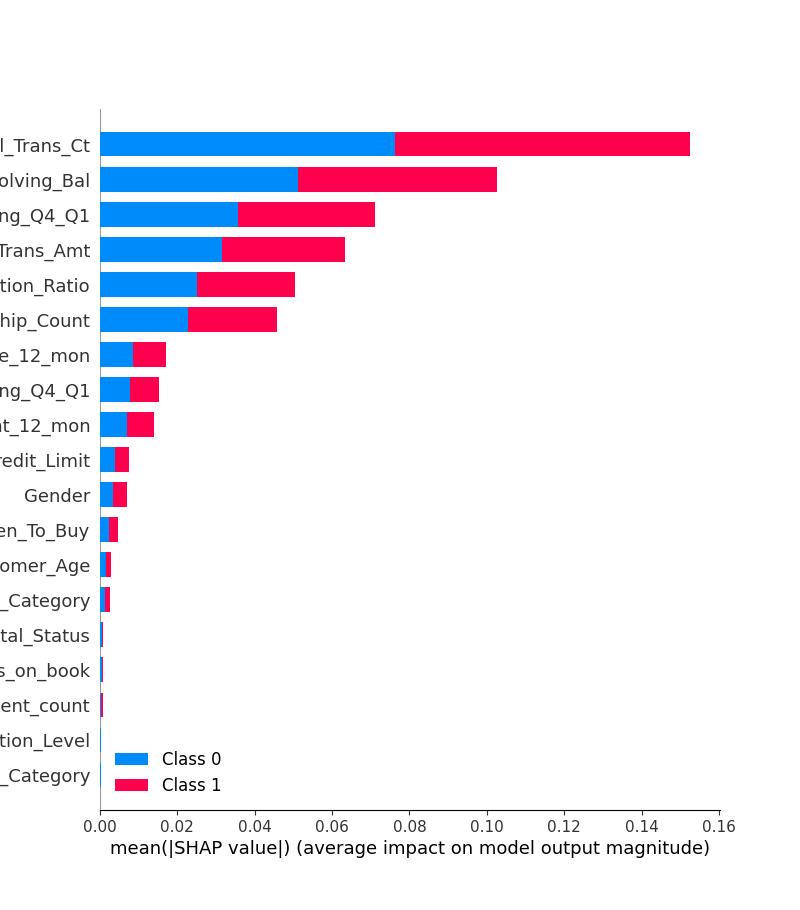 l_Trans_Ct
olving_Bal
ng_Q4_Q1
Trans_Amt
tion_Ratio
hip_Count
e_12_mon
ng_Q4_Q1
nt_12_mon
redit_Limit
Gender
en_To_Buy
omer_Age
_Category
tal_Status
s_on_book
ent_count
tion_Level
_Category
Class 0
Class 1
0.00 0.02 0.04 0.06 0.08 0.10 0.12 0.14 0.16
mean(|SHAP value|) (average impact on model output magnitude)